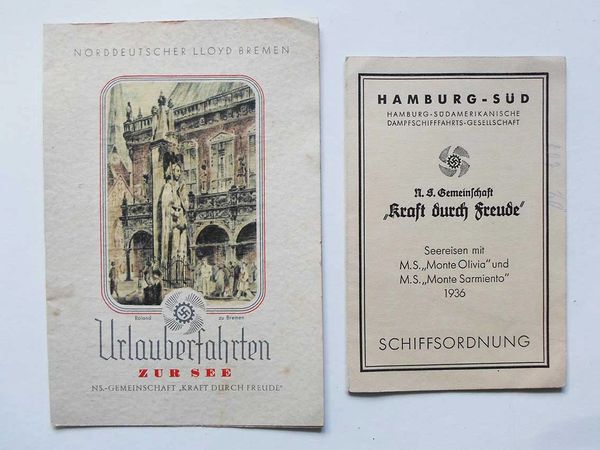 NORDDEUTSCHER LLOYD BREMEN
Roland zu Bremen
Urlauberfahrten
ZUR SEE
NS.-GEMEINSCHAFT „KRAFT DURCH FREUDE"
HAMBURG-SÜD
HAMBURG-SÜDAMERIKANISCHE
DAMPFSCHIFFFAHRTS-GESELLSCHAFT
N. S. Gemeinschaft
„Kraft durch Freude"
Seereisen mit
M.S. „Monte Olivia" und
M.S. „Monte Sarmiento"
1936
SCHIFFSORDNUNG